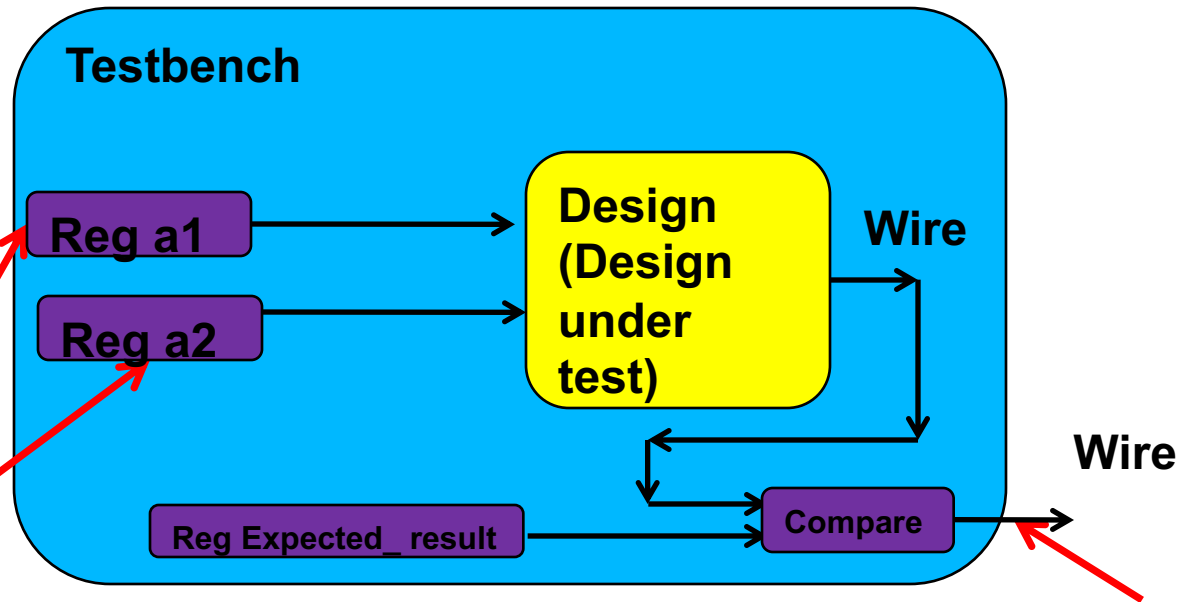 Testbench
Reg a1
Reg a2
Design
(Design
under
test)
Wire
Wire
Reg Expected_ result
Compare